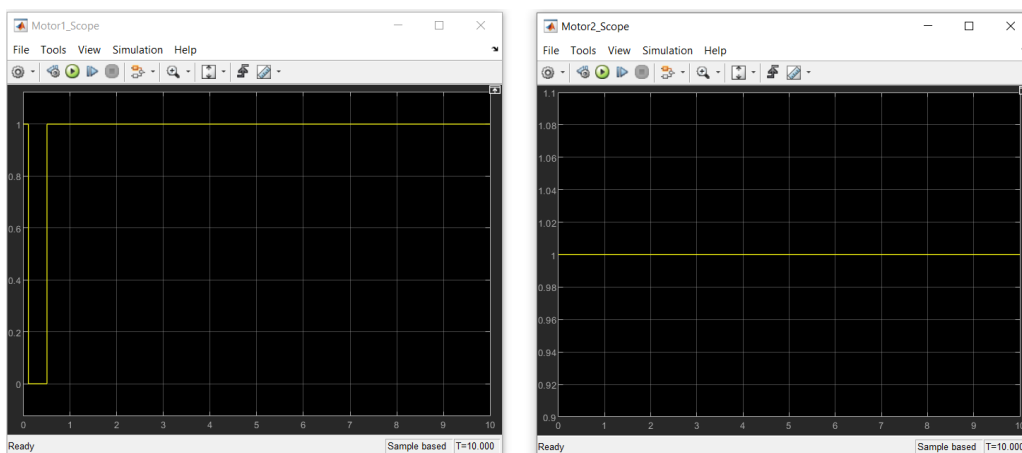 Motor1_Scope
File Tools View Simulation Help
1
0.8
0.6
0.4
0.2
0
0 1 2 3 4 5 6 7 8 9 10
Ready Sample based T=10.000
Motor2_Scope
File Tools View Simulation Help
1.1
1.08
1.06
1.04
1.02
1
0.98
0.96
0.94
0.92
0.9
0 1 2 3 4 5 6 7 8 9 10
Ready Sample based T=10.000